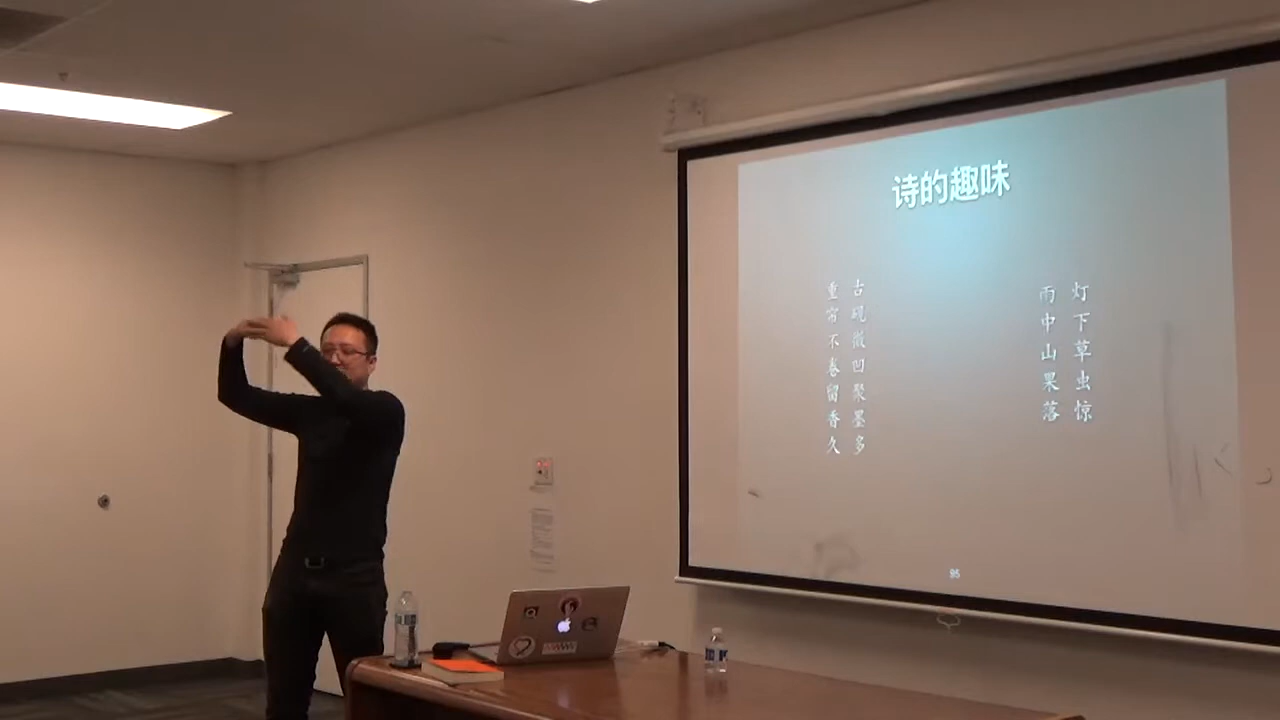 诗的趣味
重帘不卷留香久
古砚微凹聚墨多
雨中山果落
灯下草虫惊
95